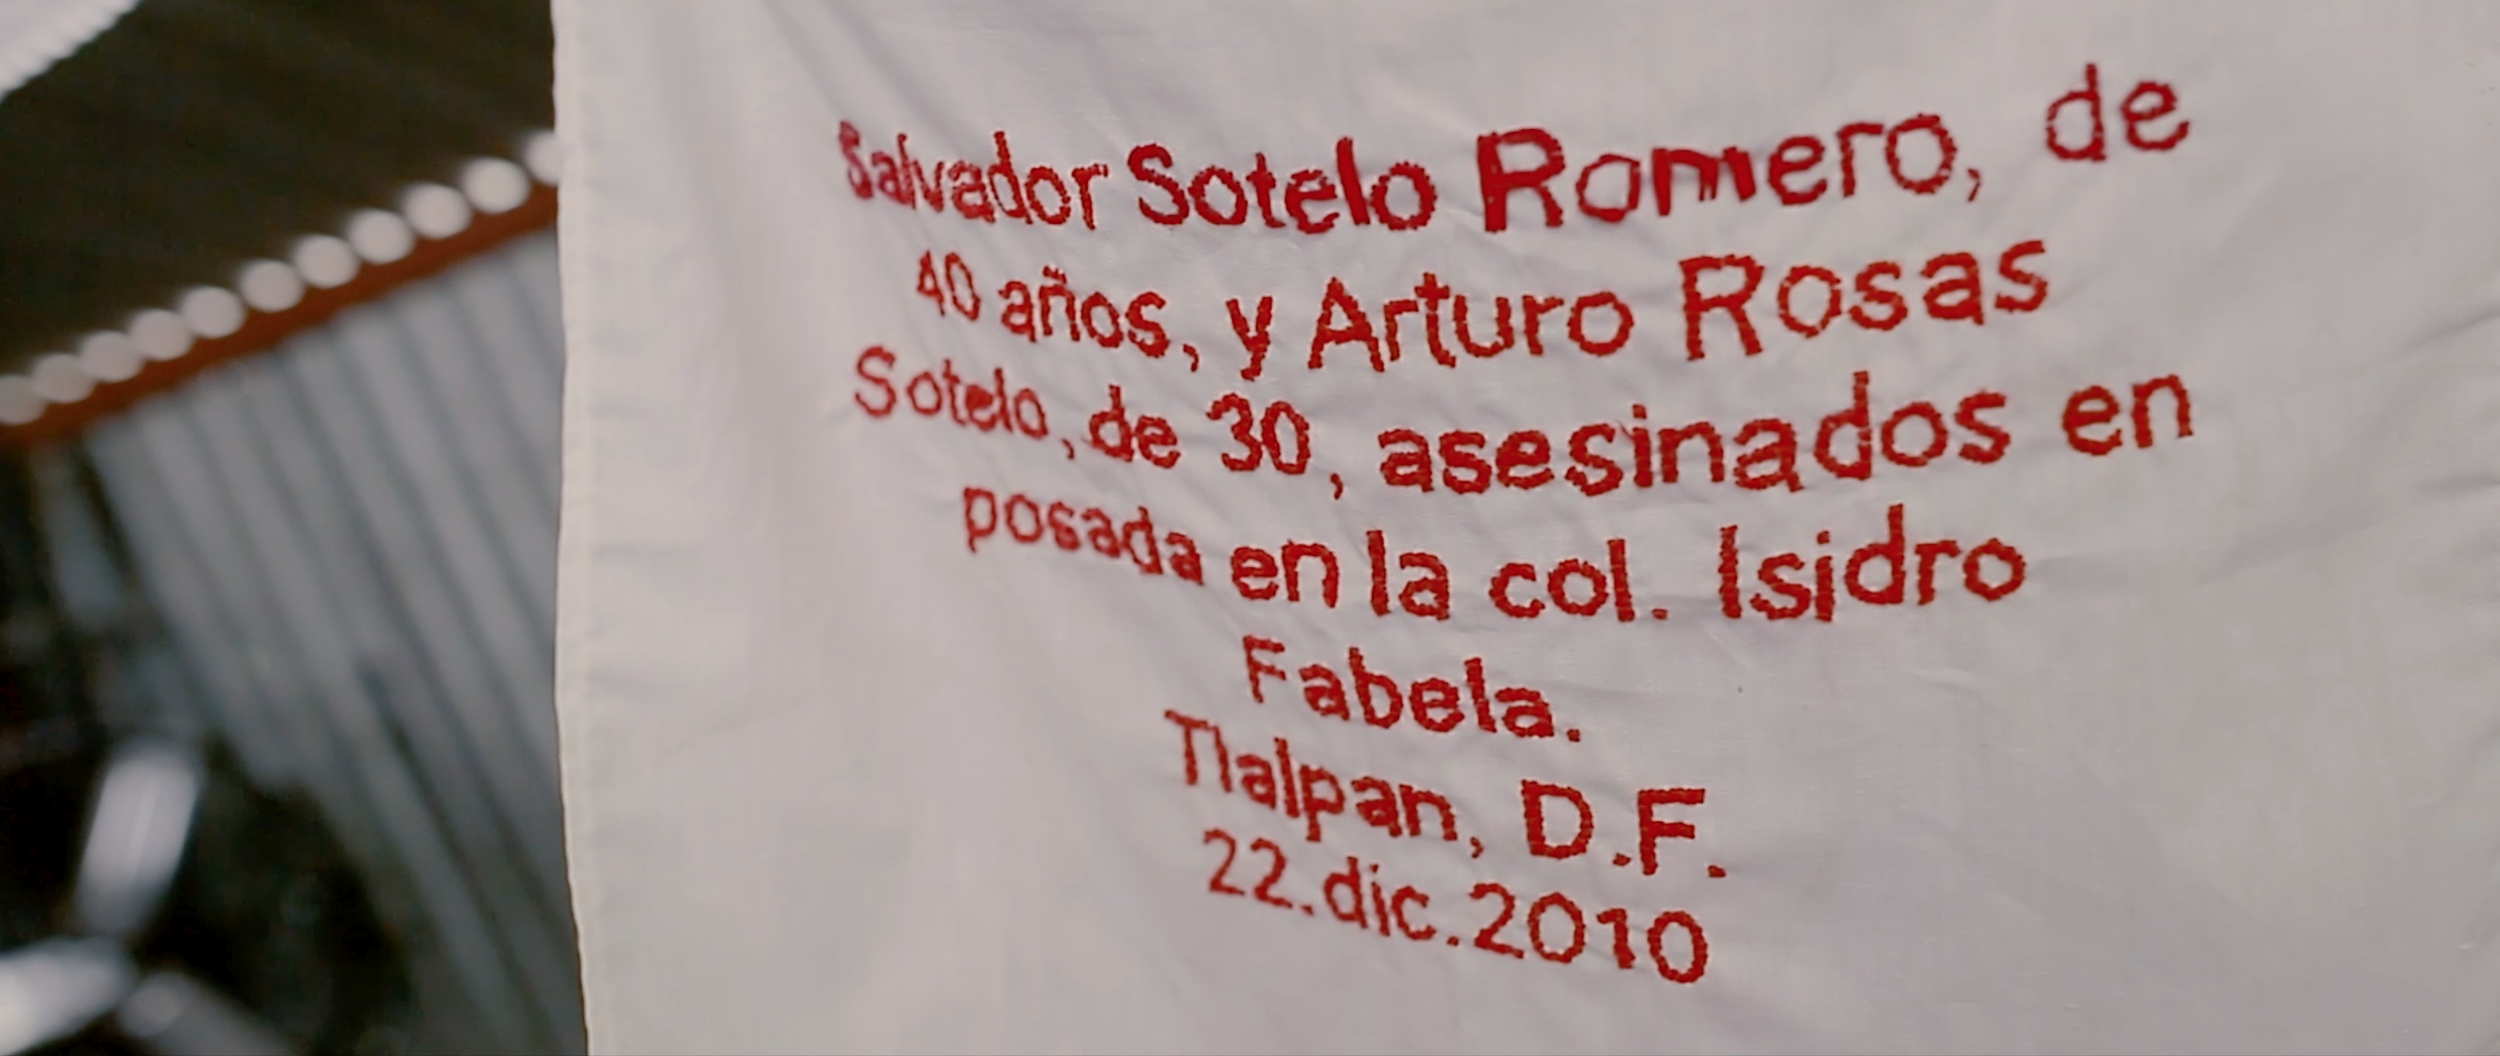 Salvador Sotelo Romero, de
40 años, y Arturo Rosas
Sotelo, de 30, asesinados en
posada en la col. Isidro
Fabela.
Tlalpan, D.F.
22.dic.2010